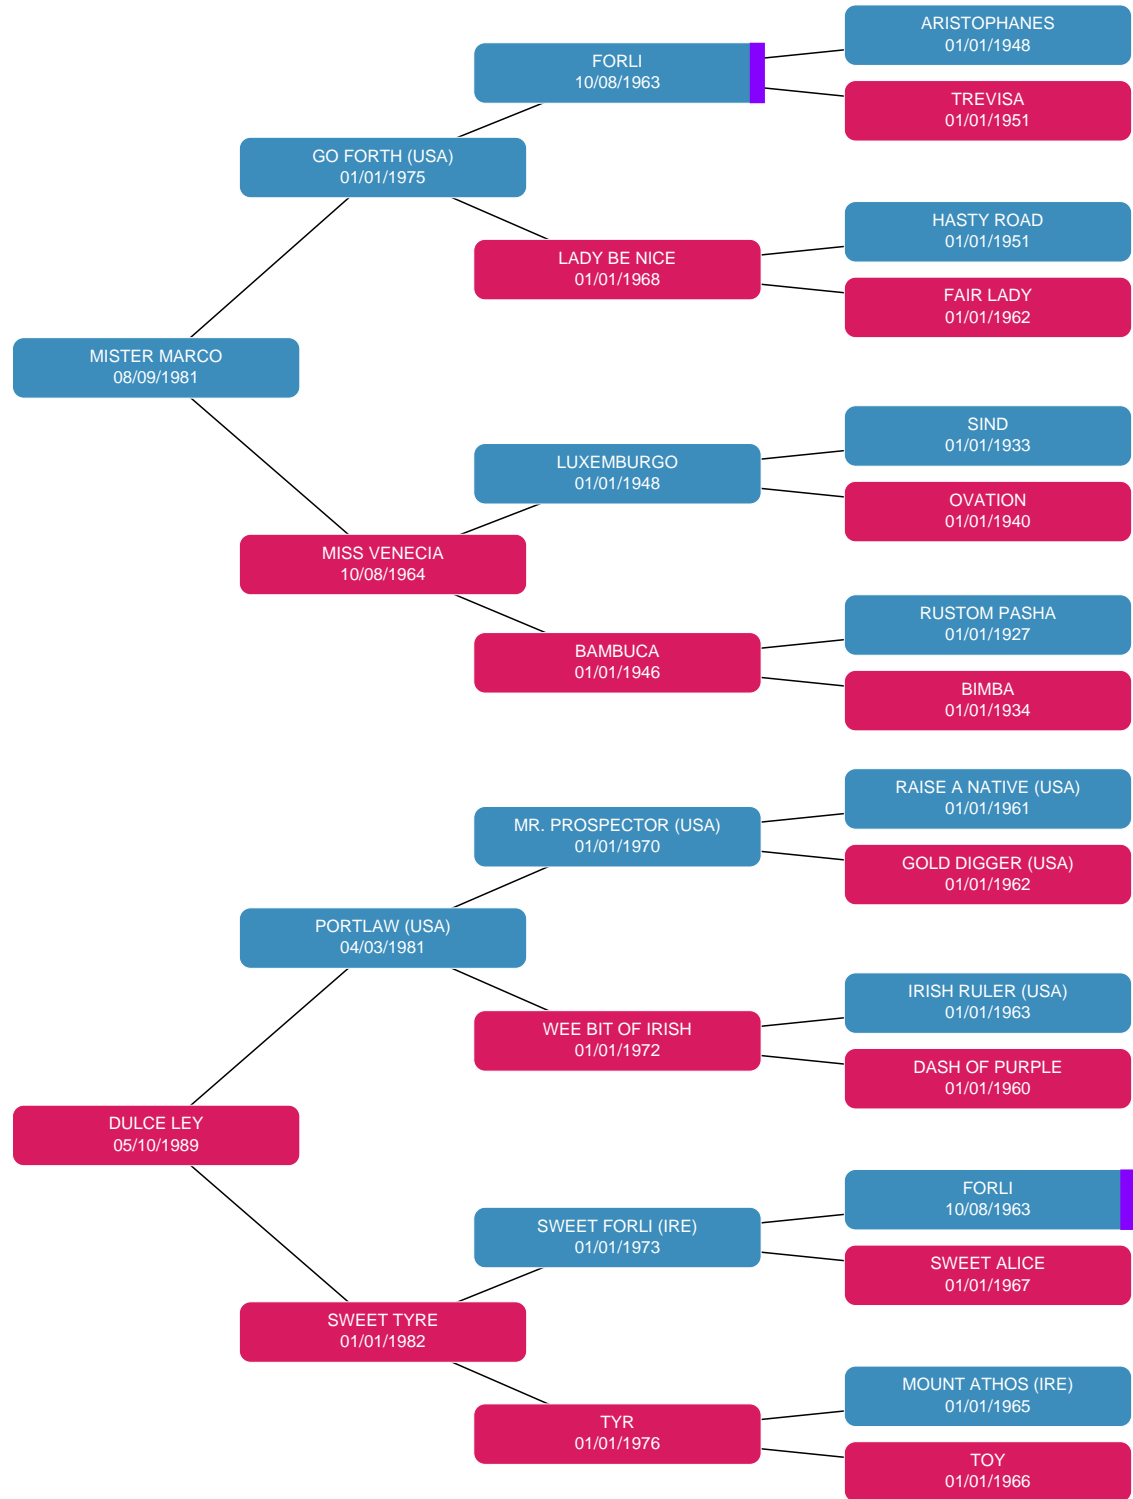 ARISTOPHANES
01/01/1948
FORLI
10/08/1963
TREVISA
01/01/1951
GO FORTH (USA)
01/01/1975
HASTY ROAD
01/01/1951
LADY BE NICE
01/01/1968
FAIR LADY
01/01/1962
MISTER MARCO
08/09/1981
SIND
01/01/1933
LUXEMBURGO
01/01/1948
OVATION
01/01/1940
MISS VENECIA
10/08/1964
RUSTOM PASHA
01/01/1927
BAMBUCA
01/01/1946
BIMBA
01/01/1934
RAISE A NATIVE (USA)
01/01/1961
MR. PROSPECTOR (USA)
01/01/1970
GOLD DIGGER (USA)
01/01/1962
PORTLAW (USA)
04/03/1981
IRISH RULER (USA)
01/01/1963
WEE BIT OF IRISH
01/01/1972
DASH OF PURPLE
01/01/1960
DULCE LEY
05/10/1989
FORLI
10/08/1963
SWEET FORLI (IRE)
01/01/1973
SWEET ALICE
01/01/1967
SWEET TYRE
01/01/1982
MOUNT ATHOS (IRE)
01/01/1965
TYR
01/01/1976
TOY
01/01/1966